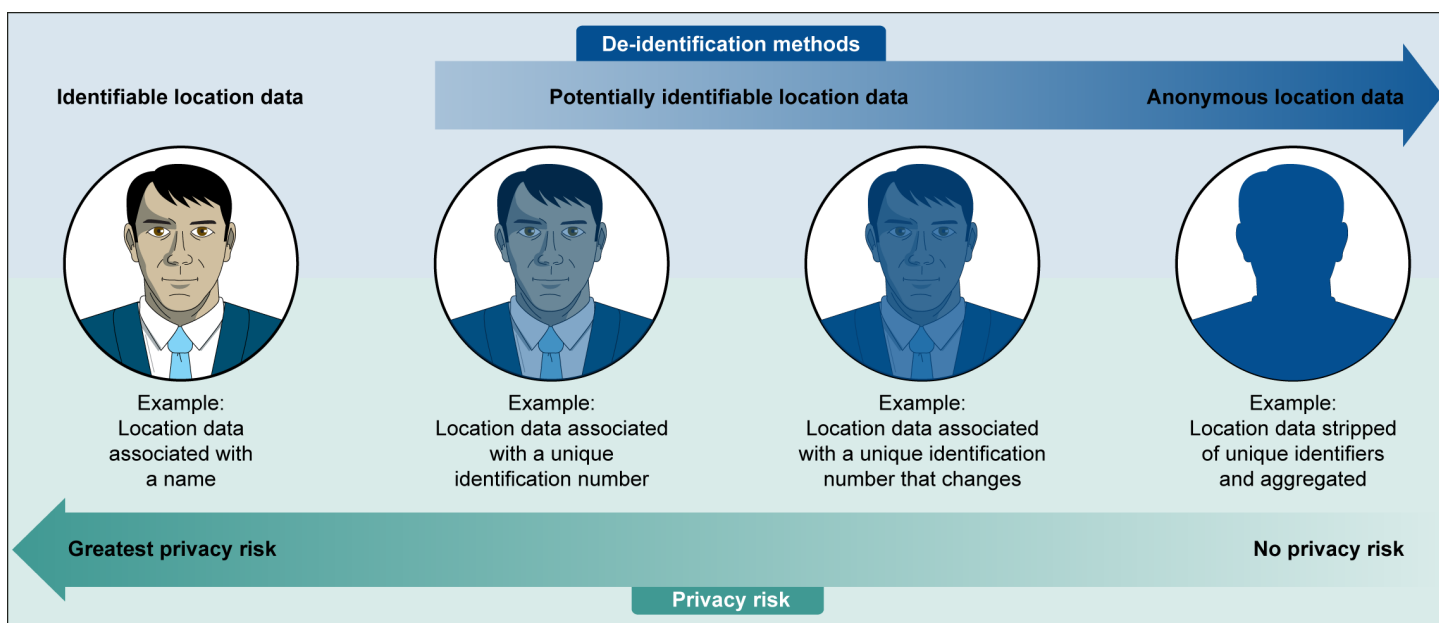 De-identification methods
Identifiable location data
Potentially identifiable location data
Anonymous location data
Example:
Location data
associated with
a name
Example:
Location data associated
with a unique
identification number
Example:
Location data associated
with a unique identification
number that changes
Example:
Location data stripped
of unique identifiers
and aggregated
Greatest privacy risk
No privacy risk
Privacy risk